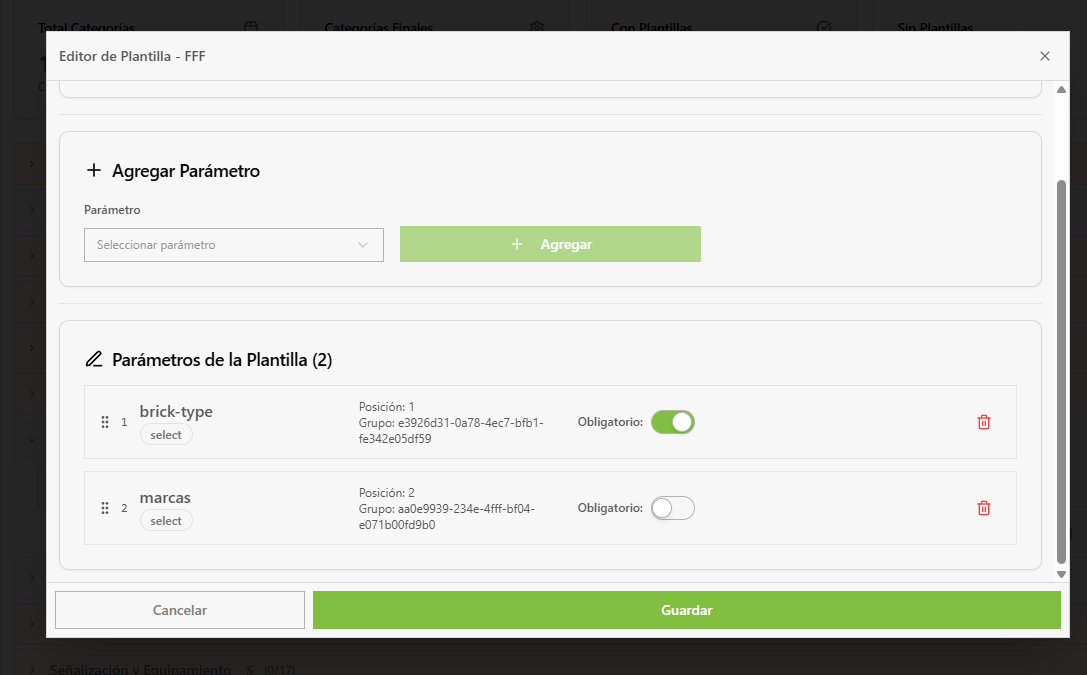 Total Categorías
Categorías Finales
Con Plantillas
Sin Plantillas
Editor de Plantilla - FFF
Agregar Parámetro
Parámetro
Seleccionar parámetro
Agregar
Parámetros de la Plantilla (2)
1
brick-type
select
Posición: 1
Grupo: e3926d31-0a78-4ec7-bfb1-
fe342e05df59
Obligatorio:
2
marcas
select
Posición: 2
Grupo: aa0e9939-234e-4fff-bf04-
e071b00fd9b0
Obligatorio:
Cancelar
Guardar
Señalización y Equipamiento S (0/17)